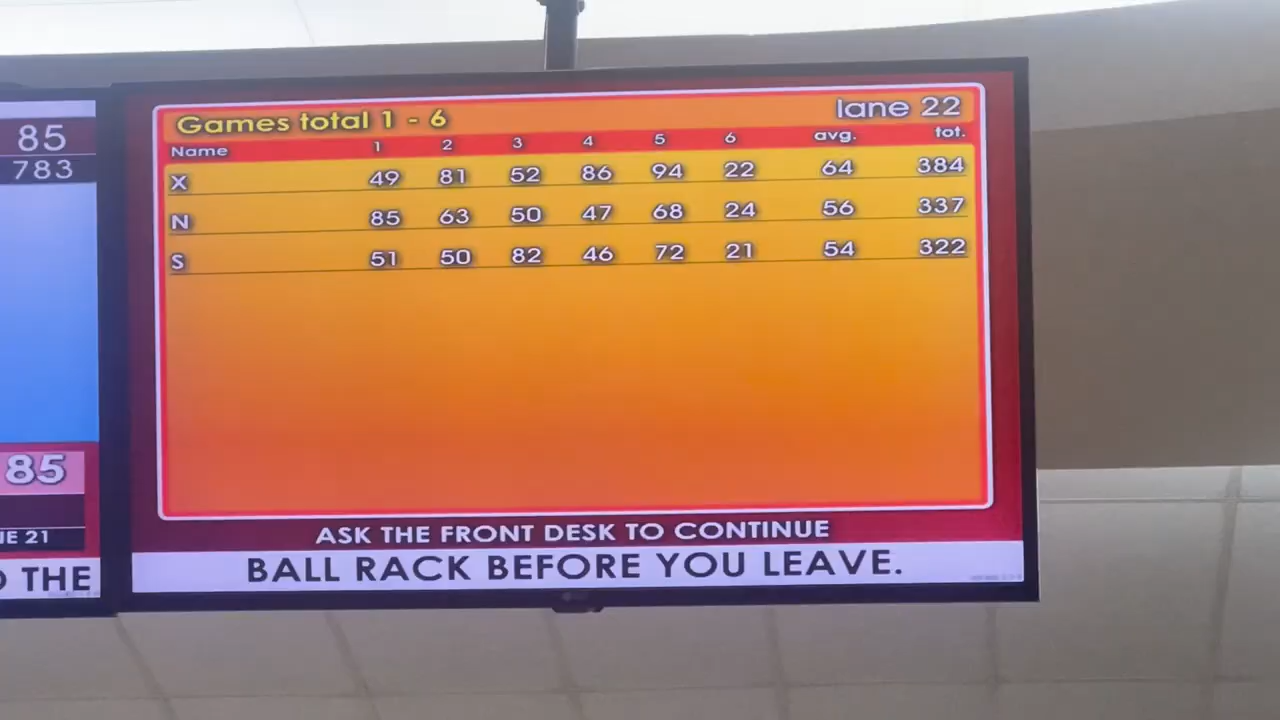 85
783
85
NE 21
THE
Games total 1 - 6 lane 22
Name 1 2 3 4 5 6 avg. tot.
X 49 81 52 86 94 22 64 384
N 85 63 50 47 68 24 56 337
S 51 50 82 46 72 21 54 322
ASK THE FRONT DESK TO CONTINUE
BALL RACK BEFORE YOU LEAVE.